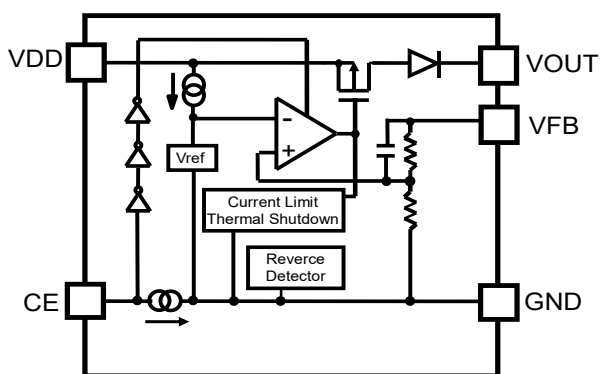 VDD
VOUT
VFB
-
+
Vref
Current Limit
Thermal Shutdown
Reverce
Detector
CE
GND